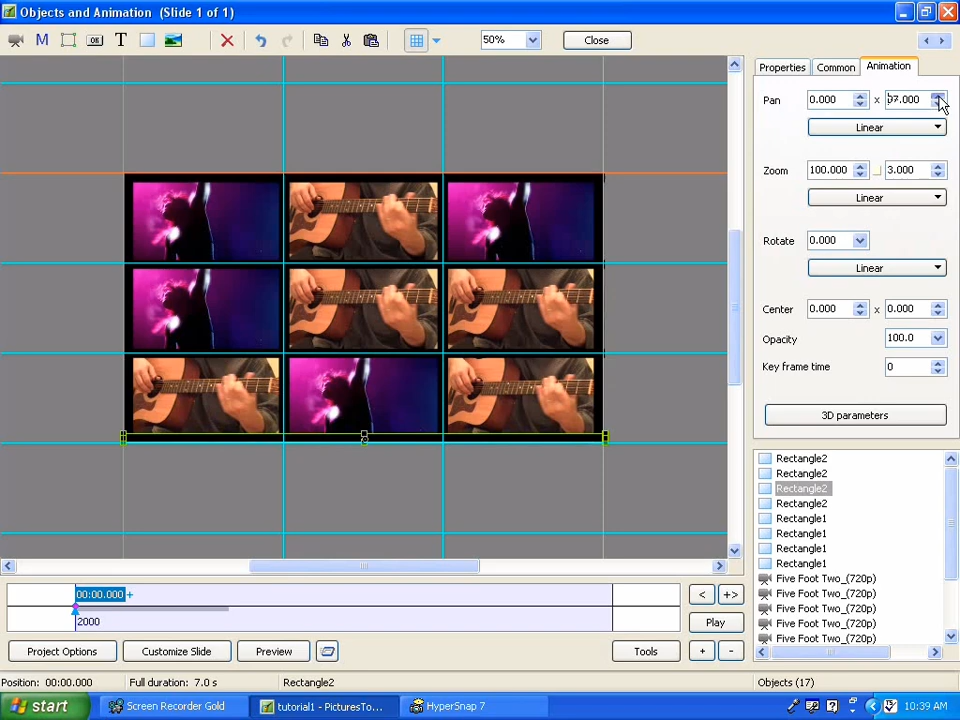 Objects and Animation (Slide 1 of 1)
M OK T 50% Close
Properties Common Animation
Pan 0.000 x 97.000
Linear
Zoom 100.000 3.000
Linear
Rotate 0.000
Linear
Center 0.000 x 0.000
Opacity 100.0
Key frame time 0
3D parameters
Rectangle2
Rectangle2
Rectangle2
Rectangle2
Rectangle1
Rectangle1
Rectangle1
Rectangle1
Five Foot Two_(720p)
Five Foot Two_(720p)
Five Foot Two_(720p)
Five Foot Two_(720p)
Five Foot Two_(720p)
00:00.000 + < +>
2000 Play
Project Options Customize Slide Preview Tools + -
Position: 00:00.000 Full duration: 7.0 s Rectangle2 Objects (17)
start Screen Recorder Gold tutorial1 - PicturesTo... HyperSnap 7 10:39 AM